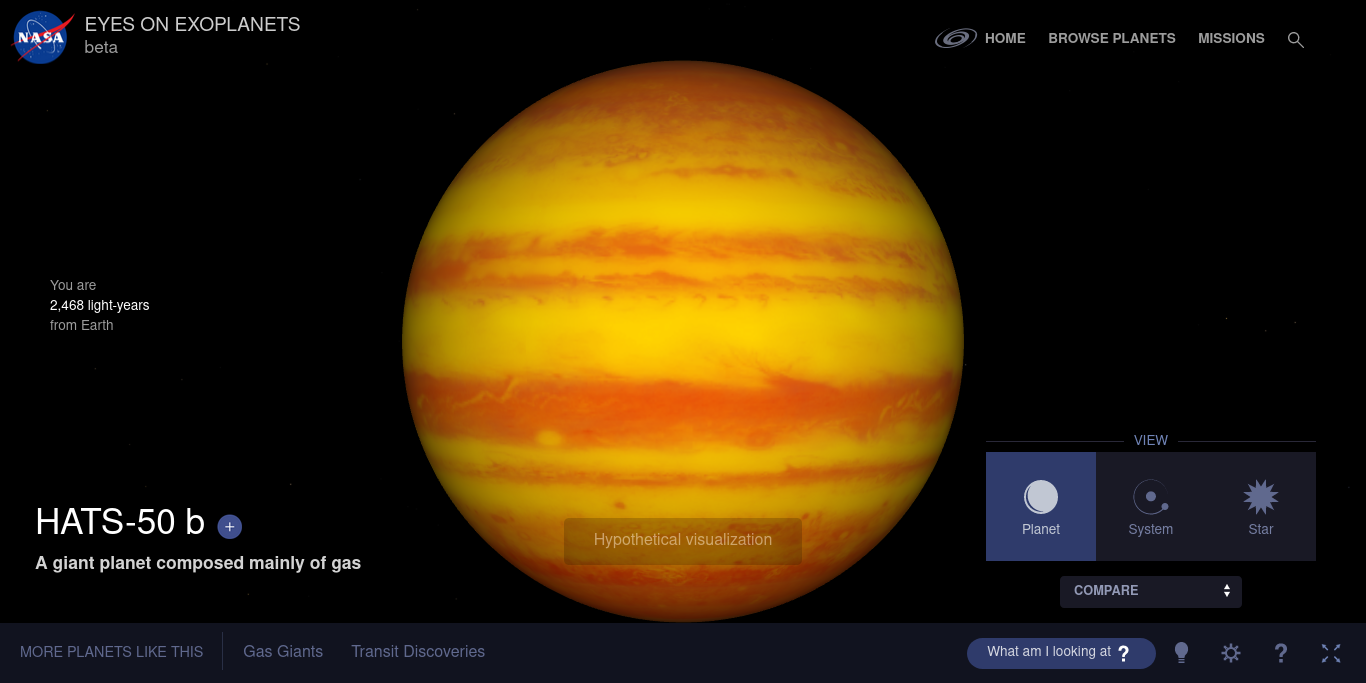 NASA
EYES ON EXOPLANETS
beta
HOME
BROWSE PLANETS
MISSIONS
You are
2,468 light-years
from Earth
HATS-50 b +
A giant planet composed mainly of gas
Hypothetical visualization
VIEW
Planet
System
Star
COMPARE
MORE PLANETS LIKE THIS
Gas Giants
Transit Discoveries
What am I looking at ?
?